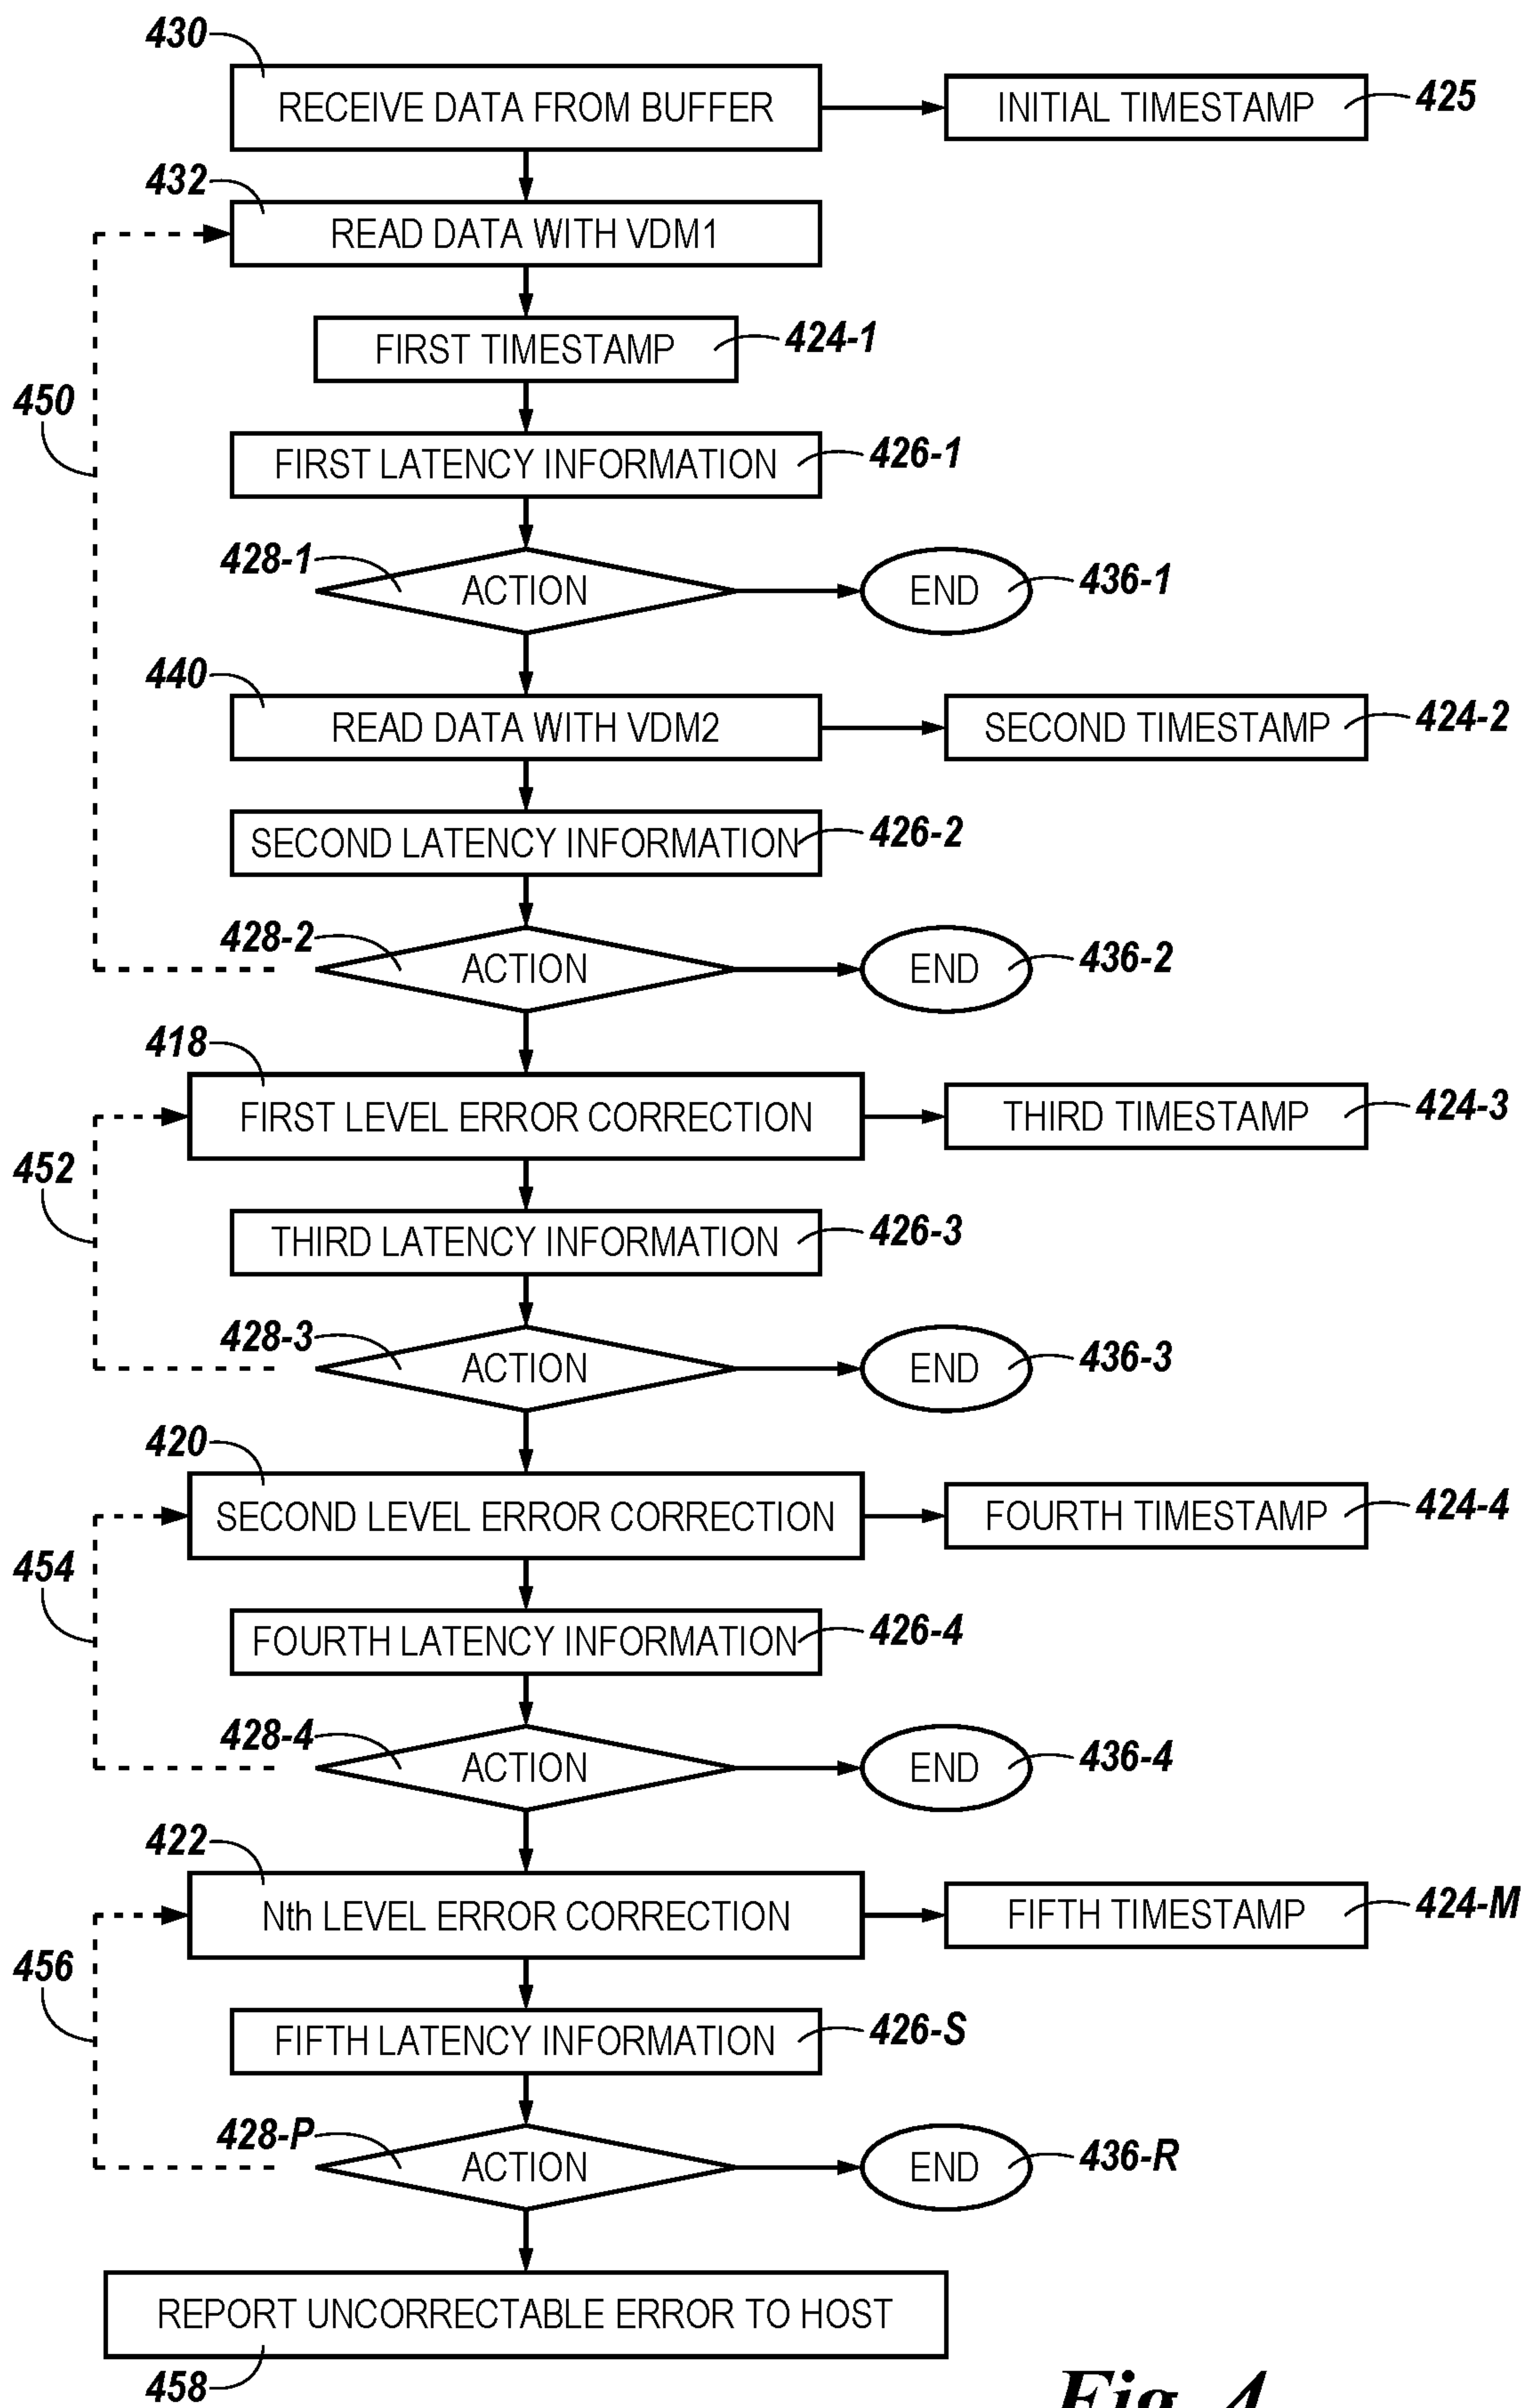 430
RECEIVE DATA FROM BUFFER
INITIAL TIMESTAMP
425
432
READ DATA WITH VDM1
FIRST TIMESTAMP
424-1
450
FIRST LATENCY INFORMATION
426-1
428-1
ACTION
END
436-1
440
READ DATA WITH VDM2
SECOND TIMESTAMP
424-2
SECOND LATENCY INFORMATION
426-2
428-2
ACTION
END
436-2
418
FIRST LEVEL ERROR CORRECTION
THIRD TIMESTAMP
424-3
452
THIRD LATENCY INFORMATION
426-3
428-3
ACTION
END
436-3
420
SECOND LEVEL ERROR CORRECTION
FOURTH TIMESTAMP
424-4
454
FOURTH LATENCY INFORMATION
426-4
428-4
ACTION
END
436-4
422
Nth LEVEL ERROR CORRECTION
FIFTH TIMESTAMP
424-M
456
FIFTH LATENCY INFORMATION
426-S
428-P
ACTION
END
436-R
REPORT UNCORRECTABLE ERROR TO HOST
458
Fig. 4